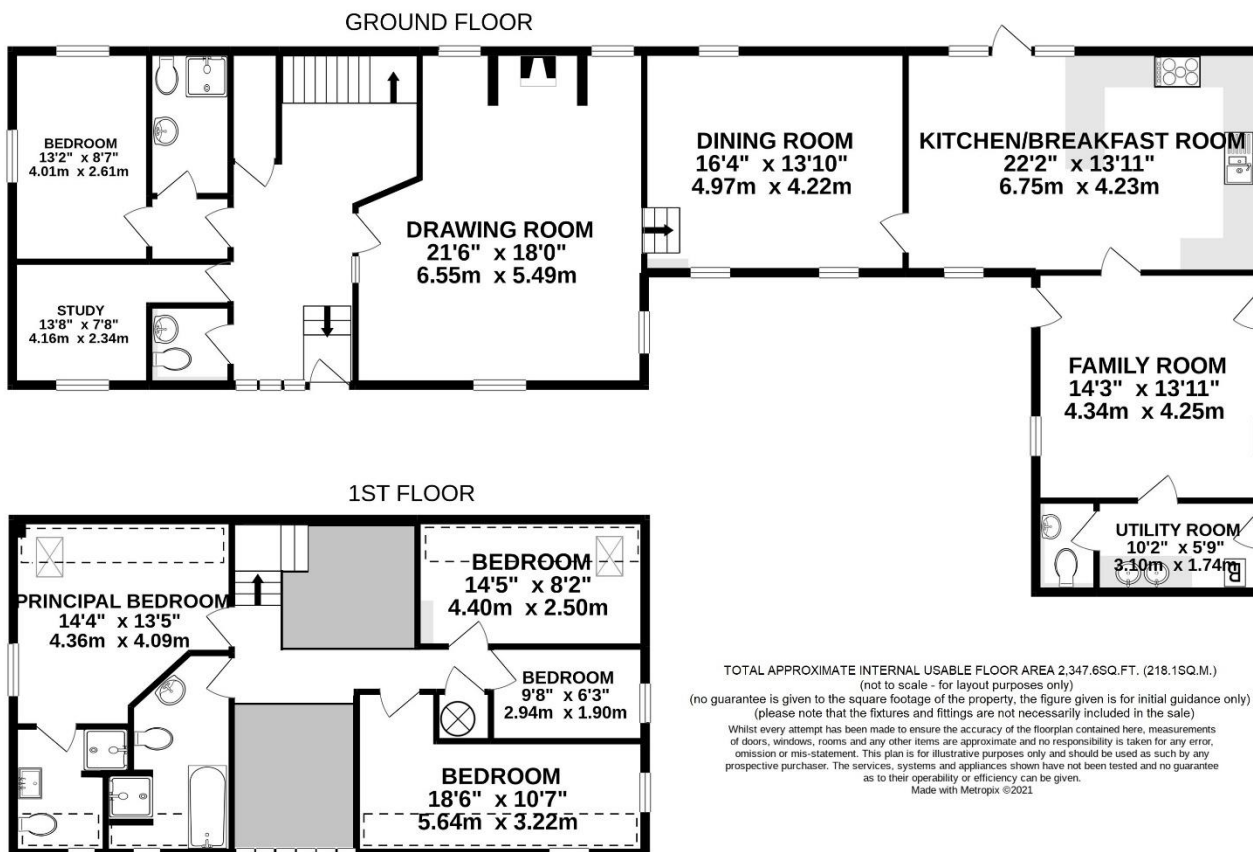 GROUND FLOOR
BEDROOM
13'2" x 8'7"
4.01m x 2.61m
STUDY
13'8" x 7'8"
4.16m x 2.34m
DRAWING ROOM
21'6" x 18'0"
6.55m x 5.49m
DINING ROOM
16'4" x 13'10"
4.97m x 4.22m
KITCHEN/BREAKFAST ROOM
22'2" x 13'11"
6.75m x 4.23m
FAMILY ROOM
14'3" x 13'11"
4.34m x 4.25m
UTILITY ROOM
10'2" x 5'9"
3.10m x 1.74m
1ST FLOOR
PRINCIPAL BEDROOM
14'4" x 13'5"
4.36m x 4.09m
BEDROOM
14'5" x 8'2"
4.40m x 2.50m
BEDROOM
9'8" x 6'3"
2.94m x 1.90m
BEDROOM
18'6" x 10'7"
5.64m x 3.22m
TOTAL APPROXIMATE INTERNAL USABLE FLOOR AREA 2,347.6SQ.FT. (218.1SQ.M.)
(not to scale - for layout purposes only)
(no guarantee is given to the square footage of the property, the figure given is for initial guidance only)
(please note that the fixtures and fittings are not necessarily included in the sale)
Whilst every attempt has been made to ensure the accuracy of the floorplan contained here, measurements
of doors, windows, rooms and any other items are approximate and no responsibility is taken for any error,
omission or mis-statement. This plan is for illustrative purposes only and should be used as such by any
prospective purchaser. The services, systems and appliances shown have not been tested and no guarantee
as to their operability or efficiency can be given.
Made with Metropix ©2021